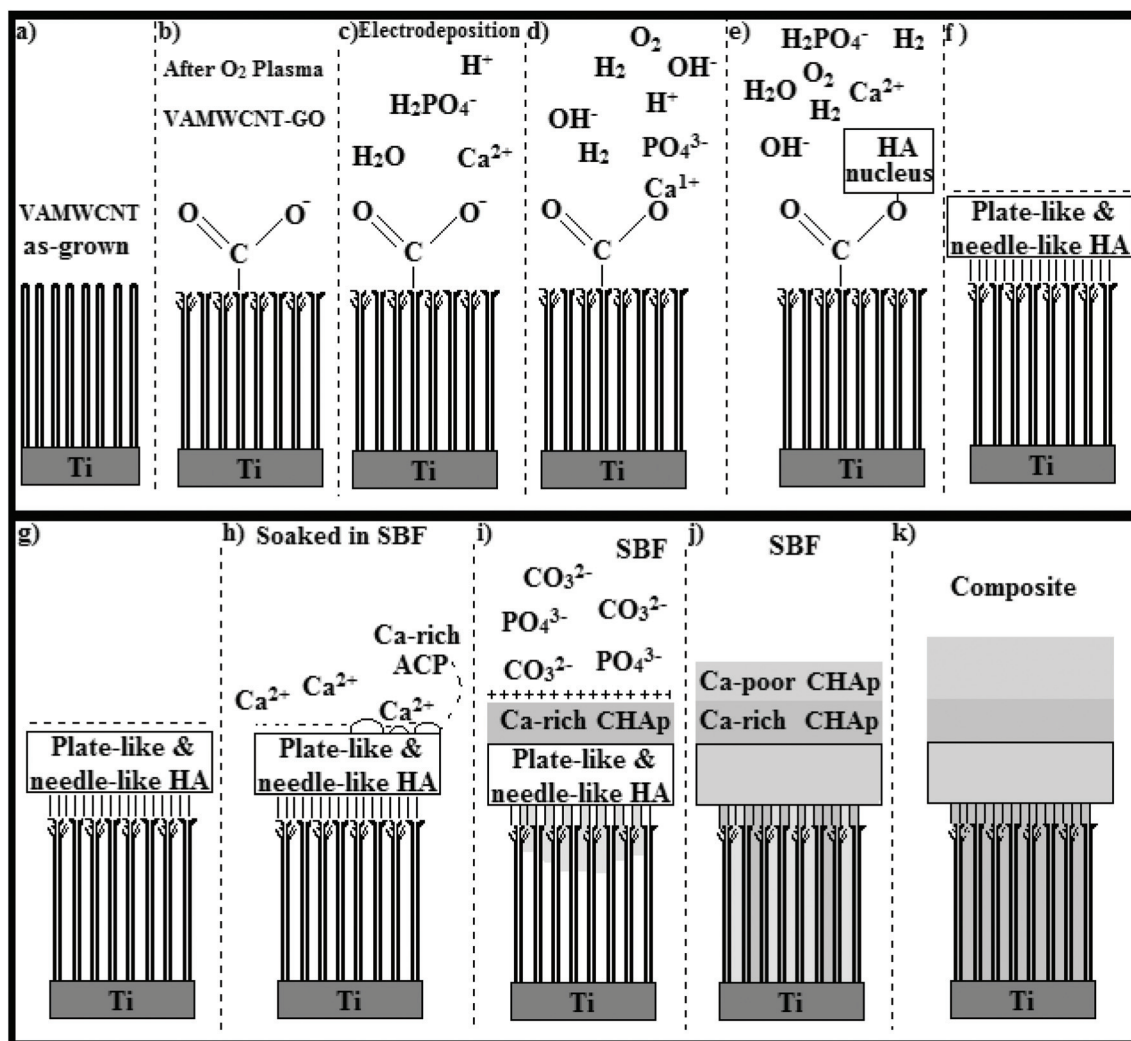 a)
VAMWCNT
as-grown
Ti
b)
After O₂ Plasma
VAMWCNT-GO
O
O⁻
C
Ti
c) Electrodeposition
H⁺
H₂PO₄⁻
H₂O
Ca²⁺
O
O⁻
C
Ti
d)
O₂
H₂
OH⁻
H⁺
OH⁻
H₂
PO₄³⁻
Ca¹⁺
O
O
C
Ti
e)
H₂PO₄⁻
H₂
O₂
H₂O
Ca²⁺
H₂
OH⁻
HA
nucleus
O
O
C
Ti
f )
Plate-like &
needle-like HA
Ti
g)
Plate-like &
needle-like HA
Ti
h) Soaked in SBF
Ca-rich
ACP
Ca²⁺
Ca²⁺
Ca²⁺
Plate-like &
needle-like HA
Ti
i)
SBF
CO₃²⁻
PO₄³⁻
CO₃²⁻
CO₃²⁻
PO₄³⁻
+++++++++++++++++++++
Ca-rich CHAp
Plate-like &
needle-like HA
Ti
j)
SBF
Ca-poor CHAp
Ca-rich CHAp
Ti
k)
Composite
Ti